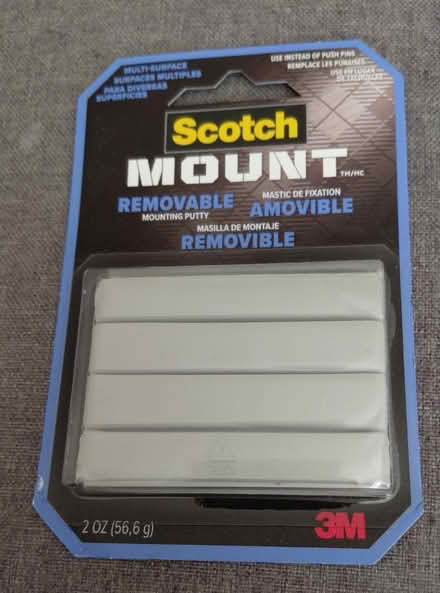 MULTI-SURFACE
SURFACES MULTIPLES
PARA DIVERSAS
SUPERFICIES
USE INSTEAD OF PUSH PINS
REMPLACE LES PUNAISES
Scotch
MOUNT TM/MC
REMOVABLE
MOUNTING PUTTY
MASTIC DE FIXATION
AMOVIBLE
MASILLA DE MONTAJE
REMOVIBLE
2 OZ (56,6 g)
3M